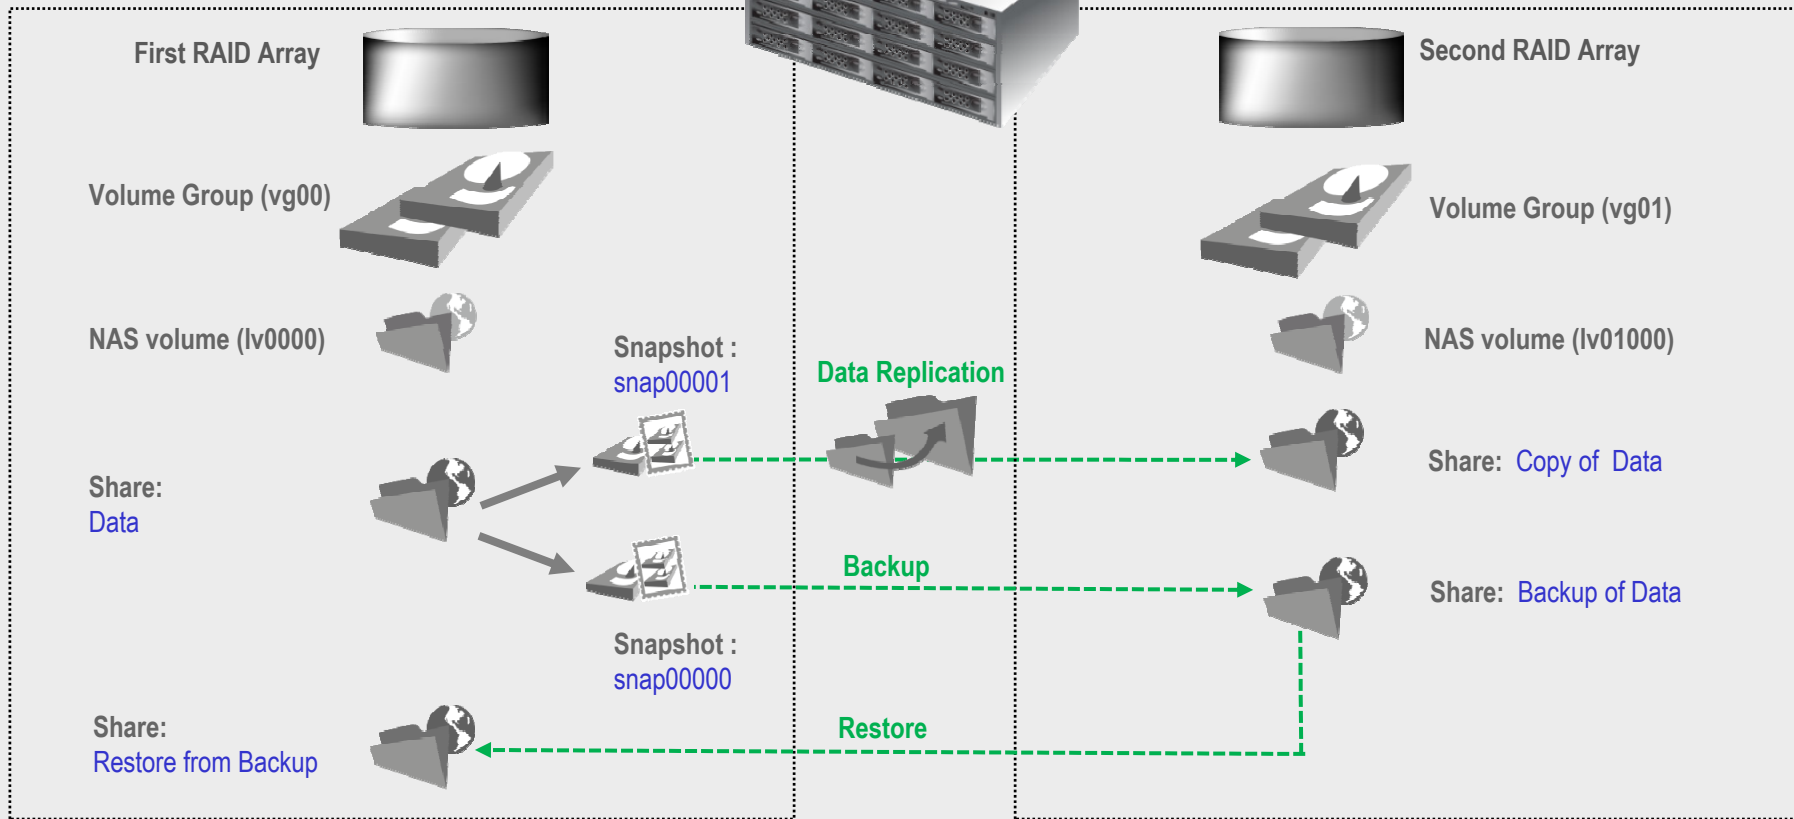 First RAID Array
Second RAID Array
Volume Group (vg00)
Volume Group (vg01)
NAS volume (lv0000)
NAS volume (lv01000)
Snapshot :
snap00001
Data Replication
Share:
Data
Share: Copy of Data
Backup
Share: Backup of Data
Snapshot :
snap00000
Share:
Restore from Backup
Restore